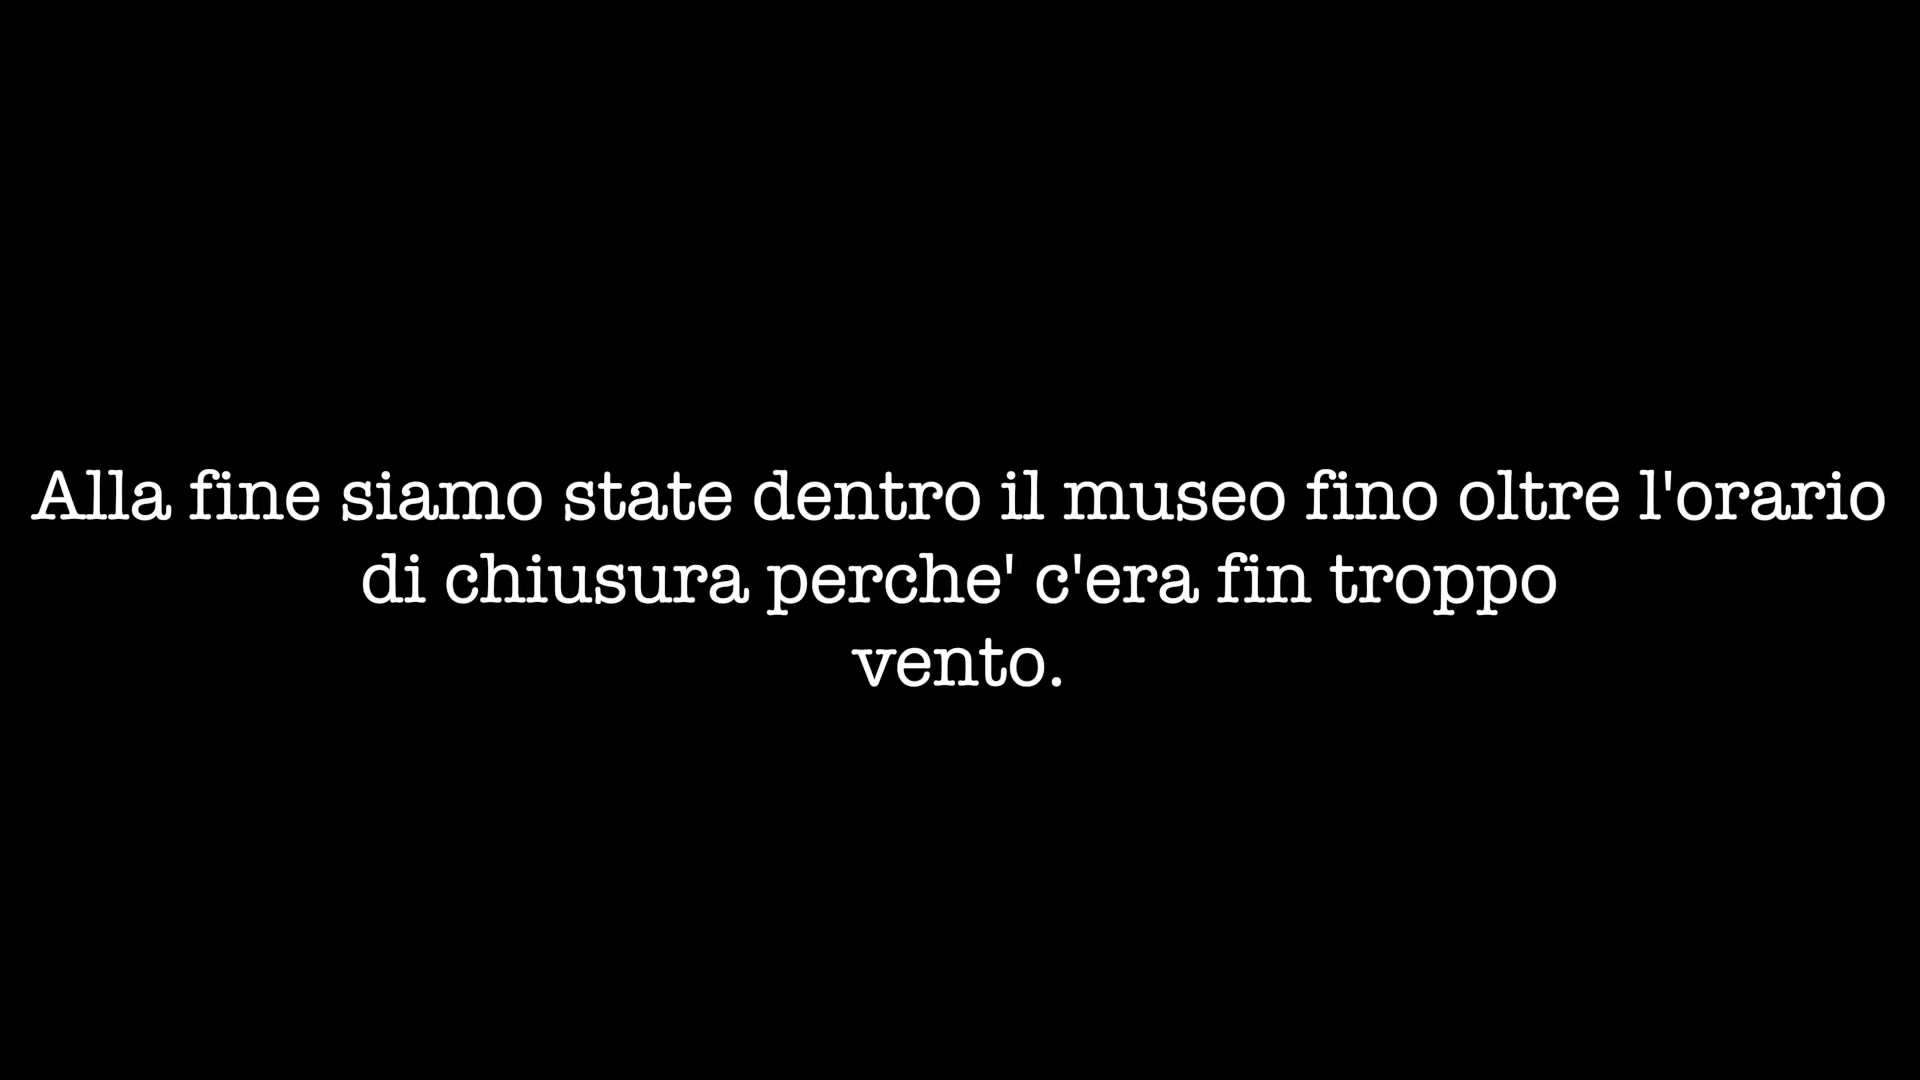 Alla fine siamo state dentro il museo fino oltre l'orario
di chiusura perche' c'era fin troppo
vento.